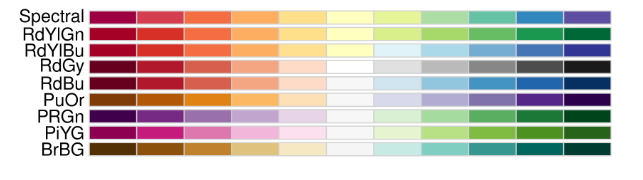 Spectral
RdYlGn
RdYlBu
RdGy
RdBu
PuOr
PRGn
PiYG
BrBG